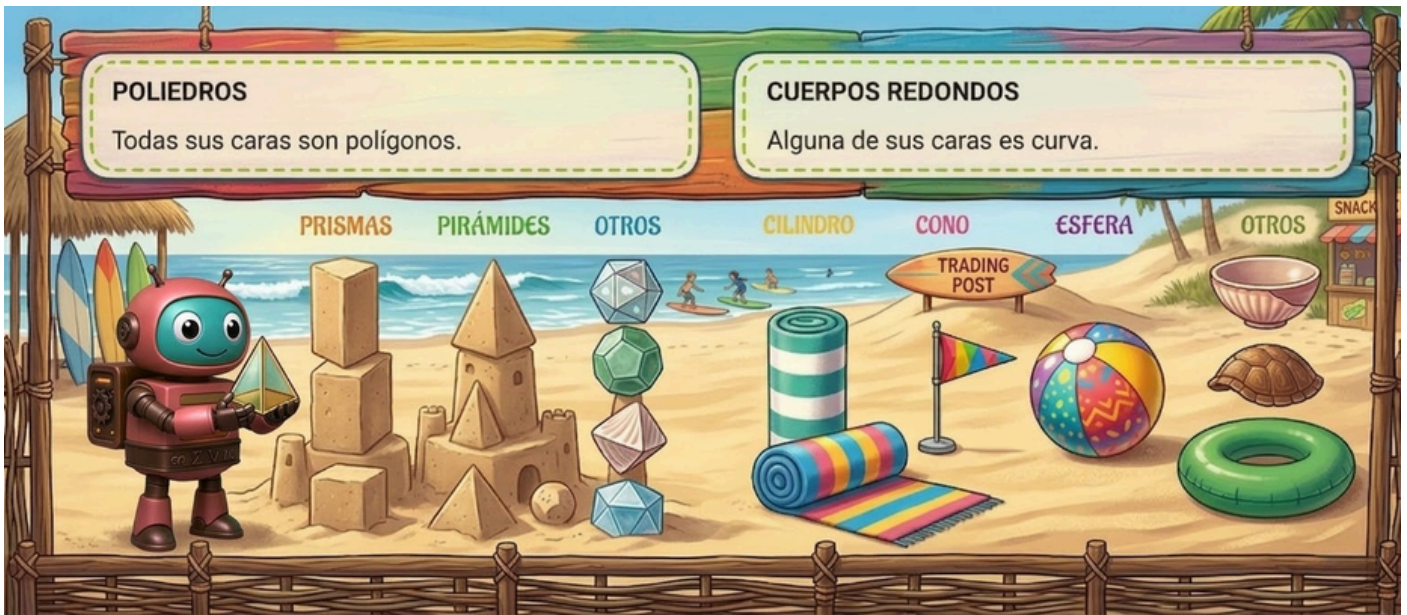 POLIEDROS
Todas sus caras son polígonos.
CUERPOS REDONDOS
Alguna de sus caras es curva.
PRISMAS
PIRÁMIDES
OTROS
CILINDRO
CONO
ESFERA
OTROS
SNACK
TRADING
POST